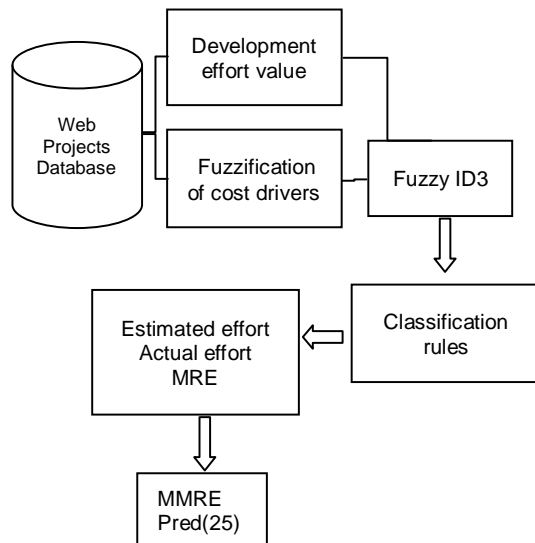 Development
effort value
Web
Projects
Database
Fuzzification
of cost drivers
Fuzzy ID3
Classification
rules
Estimated effort
Actual effort
MRE
MMRE
Pred(25)